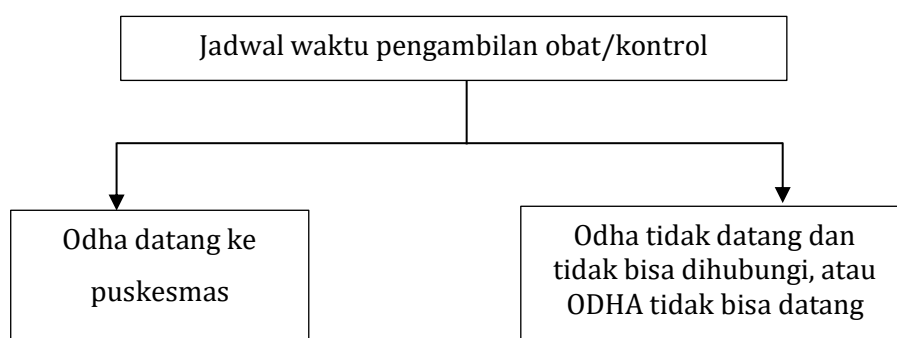 Jadwal waktu pengambilan obat/kontrol
Odha datang ke
puskesmas
Odha tidak datang dan
tidak bisa dihubungi, atau
ODHA tidak bisa datang